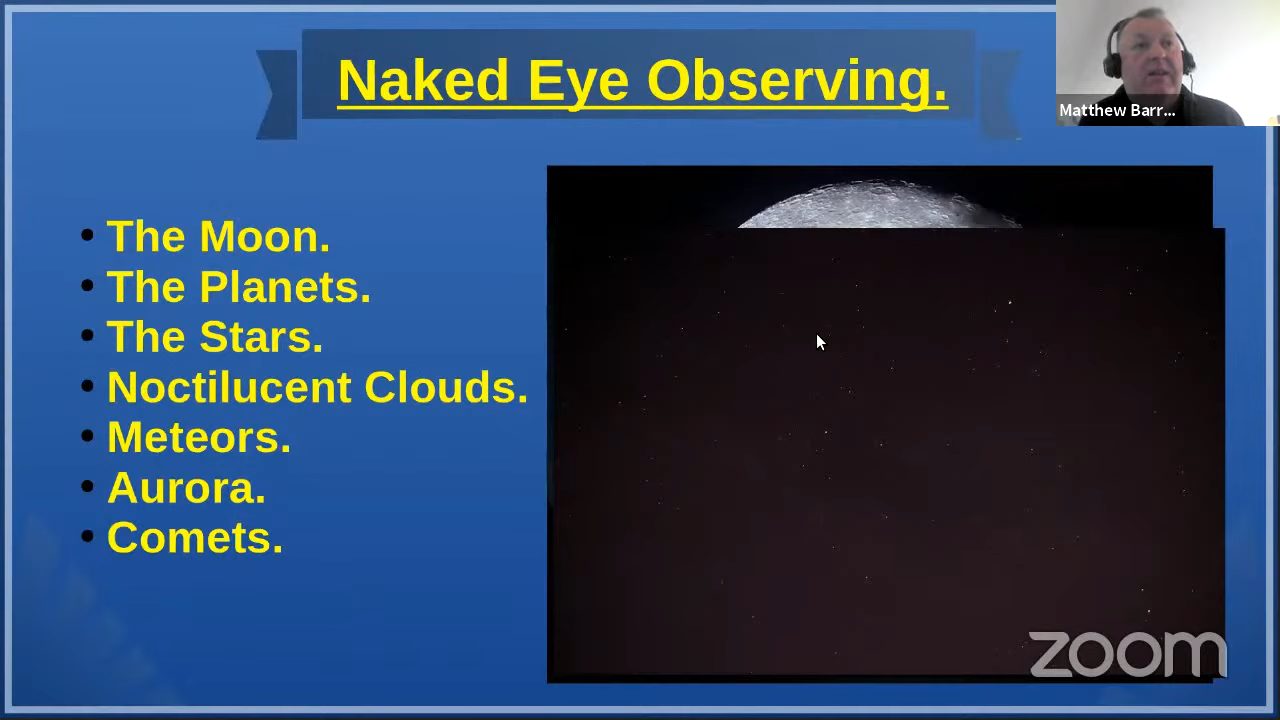 Naked Eye Observing.
Matthew Barr...
• The Moon.
• The Planets.
• The Stars.
• Noctilucent Clouds.
• Meteors.
• Aurora.
• Comets.
zoom